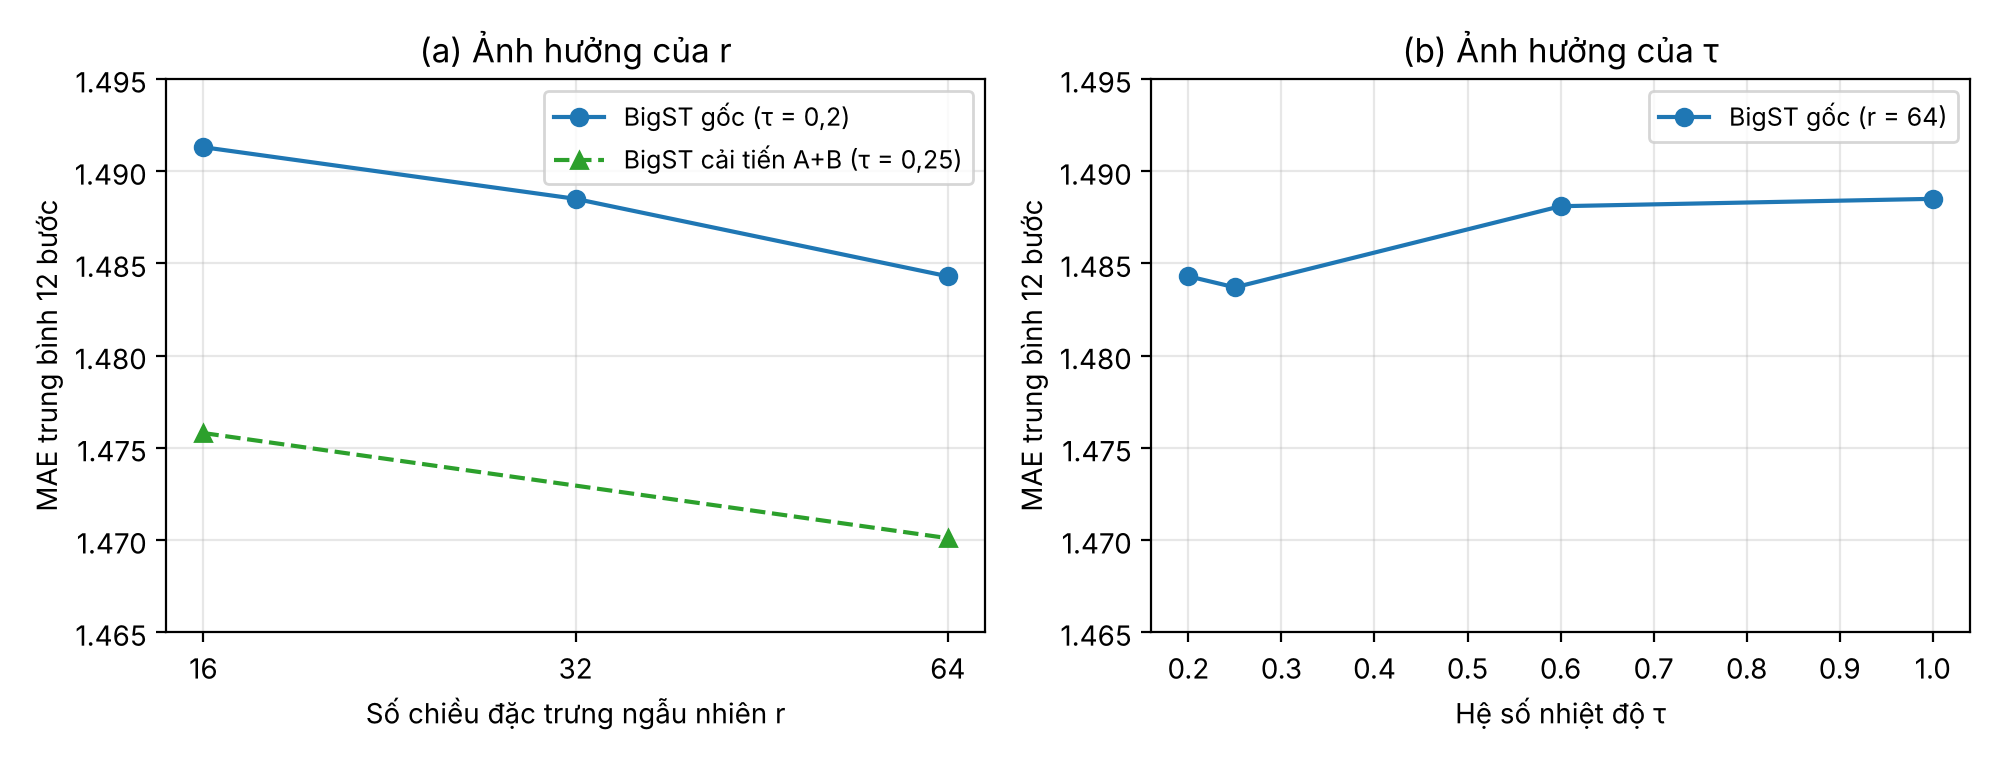 (a) Ảnh hưởng của r
1.495
1.490
1.485
1.480
1.475
1.470
1.465
MAE trung bình 12 bước
BigST gốc (τ = 0,2)
BigST cải tiến A+B (τ = 0,25)
16 32 64
Số chiều đặc trưng ngẫu nhiên r
(b) Ảnh hưởng của τ
1.495
1.490
1.485
1.480
1.475
1.470
1.465
MAE trung bình 12 bước
BigST gốc (r = 64)
0.2 0.3 0.4 0.5 0.6 0.7 0.8 0.9 1.0
Hệ số nhiệt độ τ